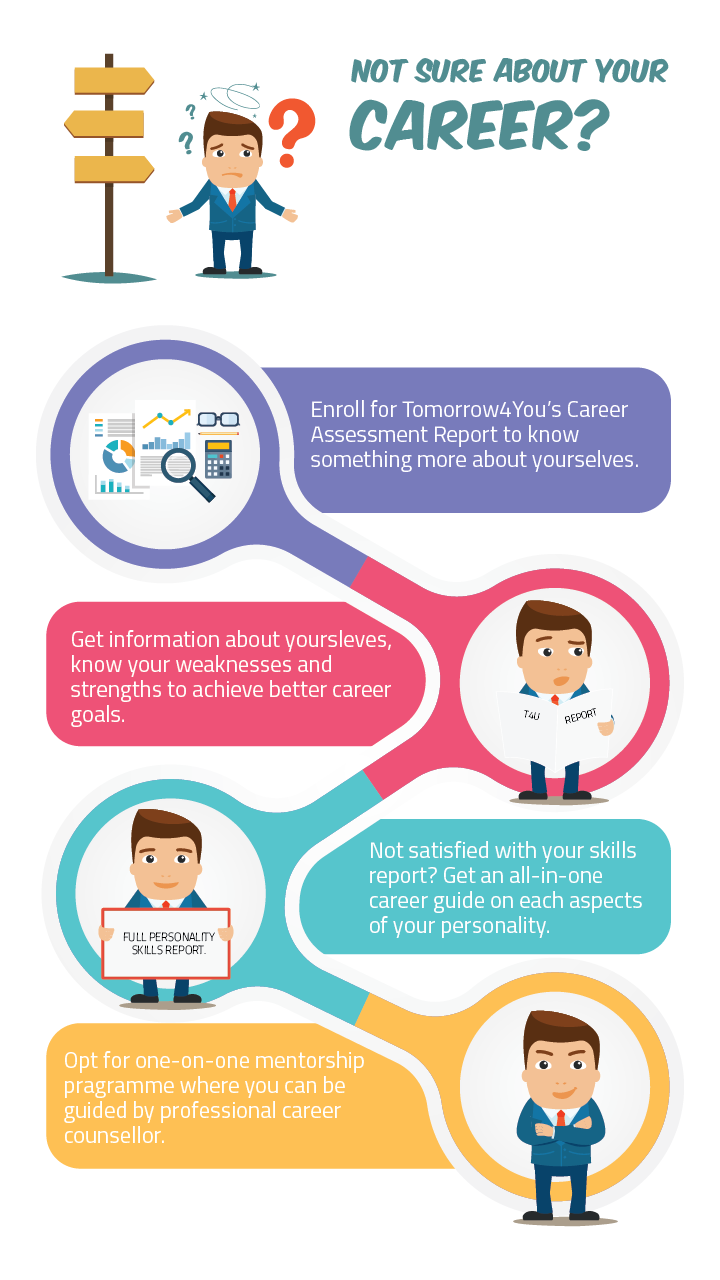 NOT SURE ABOUT YOUR
CAREER?
?
?
?
Enroll for Tomorrow4You's Career
Assessment Report to know
something more about yourselves.
Get information about yoursleves,
know your weaknesses and
strengths to achieve better career
goals.
T4U REPORT
Not satisfied with your skills
report? Get an all-in-one
career guide on each aspects
of your personality.
FULL PERSONALITY
SKILLS REPORT.
Opt for one-on-one mentorship
pragramme where you can be
guided by professional career
counsellor.